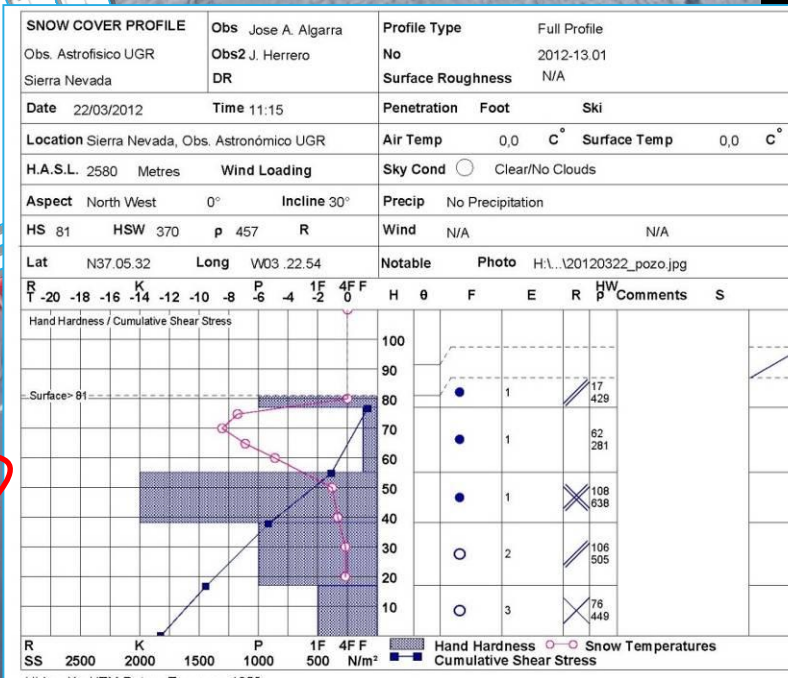 SNOW COVER PROFILE Obs Jose A. Algarra Profile Type Full Profile
Obs. Astrofisico UGR Obs2 J. Herrero No 2012-13.01
Sierra Nevada DR Surface Roughness N/A
Date 22/03/2012 Time 11:15 Penetration Foot Ski
Location Sierra Nevada, Obs. Astronómico UGR Air Temp 0,0 C° Surface Temp 0,0 C°
H.A.S.L. 2580 Metres Wind Loading Sky Cond Clear/No Clouds
Aspect North West 0° Incline 30° Precip No Precipitation
HS 81 HSW 370 ρ 457 R Wind N/A N/A
Lat N37.05.32 Long W03 .22.54 Notable Photo H:\...\20120322_pozo.jpg
R K P 1F 4F F HW
T -20 -18 -16 -14 -12 -10 -8 -6 -4 -2 0 H θ F E R ρ Comments S
Hand Hardness / Cumulative Shear Stress
100
90
Surface> 81
80
1 17
429
70
1 62
281
60
50
1 108
638
40
30
2 106
505
20
10
3 76
449
R K P 1F 4F F Hand Hardness Snow Temperatures
SS 2500 2000 1500 1000 500 N/m² Cumulative Shear Stress